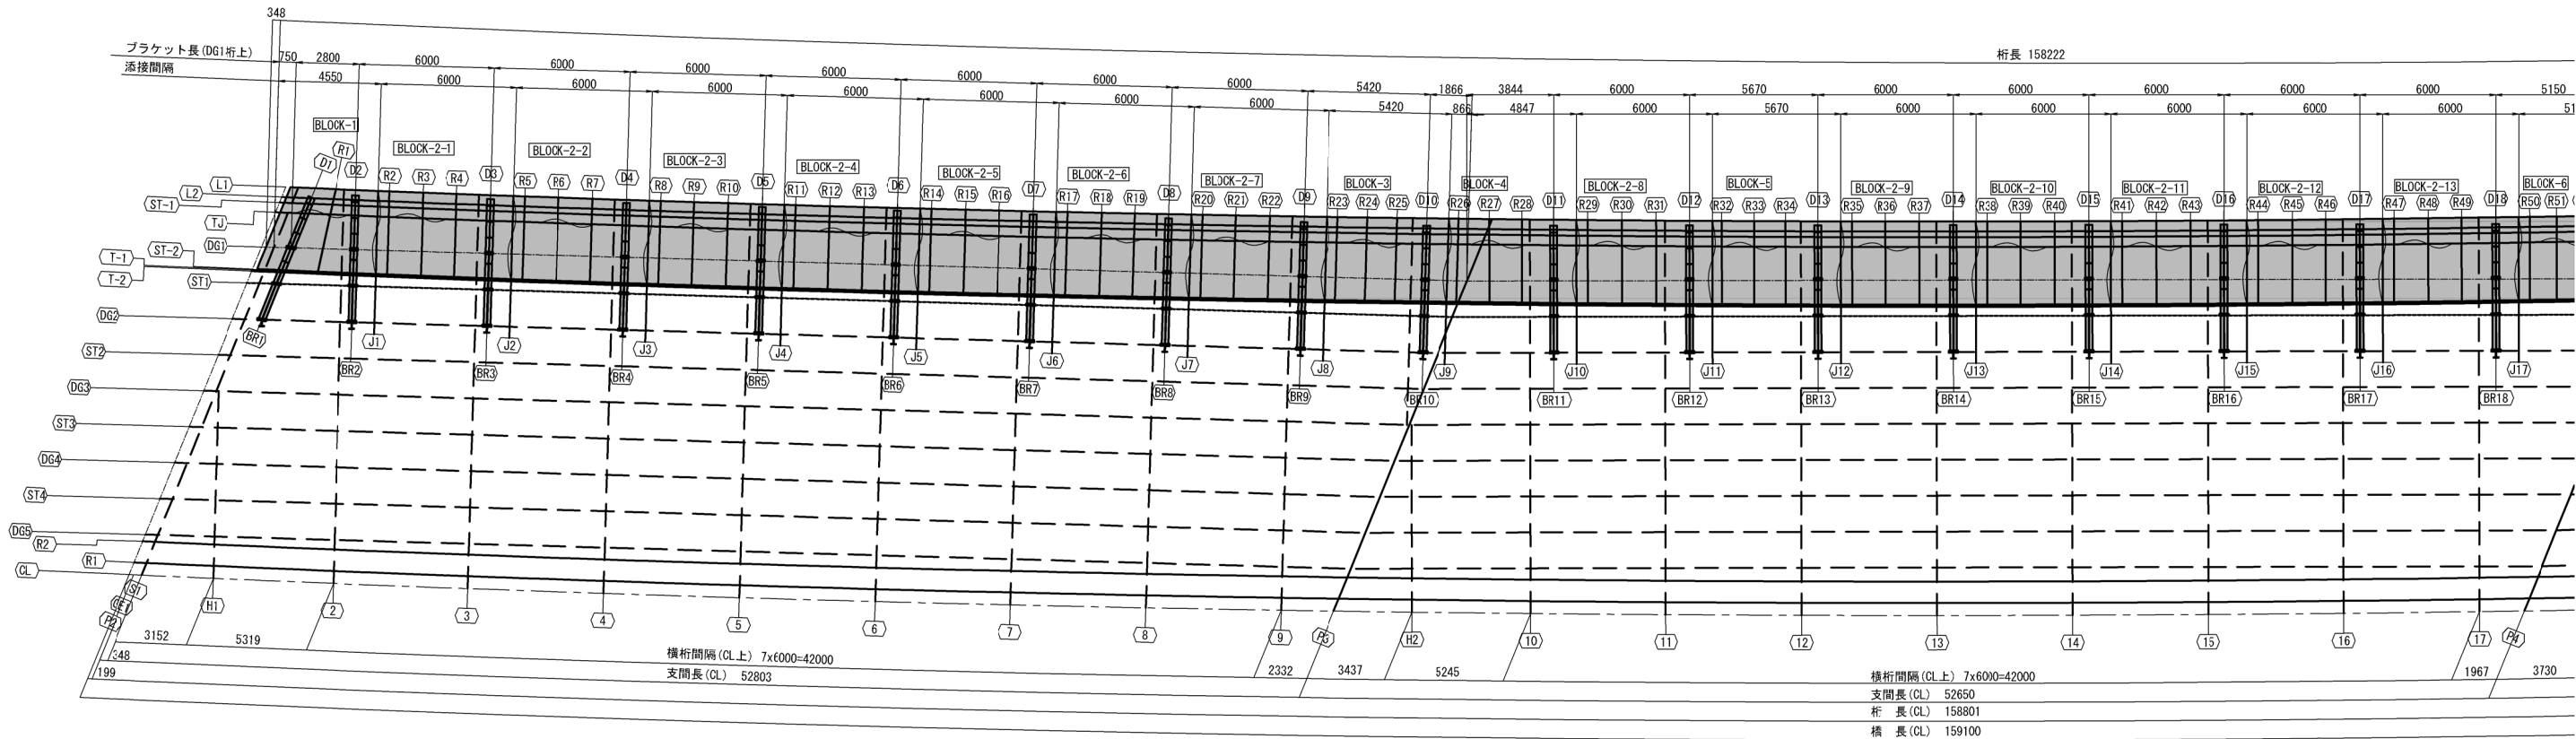 348
桁長 158222
ブラケット長(DG1桁上)
750 2800 6000 6000 6000 6000 6000 6000 6000 5420 1866 3844 6000 5670 6000 6000 6000 6000 6000 5150
添接間隔
4550 6000 6000 6000 6000 6000 6000 6000 5420 866 4847 6000 5670 6000 6000 6000 6000 6000 51
BLOCK-1 BLOCK-2-1 BLOCK-2-2 BLOCK-2-3 BLOCK-2-4 BLOCK-2-5 BLOCK-2-6 BLOCK-2-7 BLOCK-3 BLOCK-4 BLOCK-2-8 BLOCK-5 BLOCK-2-9 BLOCK-2-10 BLOCK-2-11 BLOCK-2-12 BLOCK-2-13 BLOCK-6
D1 R1 D2 R2 R3 R4 D3 R5 R6 R7 D4 R8 R9 R10 D5 R11 R12 R13 D6 R14 R15 R16 D7 R17 R18 R19 D8 R20 R21 R22 D9 R23 R24 R25 D10 R26 R27 R28 D11 R29 R30 R31 D12 R32 R33 R34 D13 R35 R36 R37 D14 R38 R39 R40 D15 R41 R42 R43 D16 R44 R45 R46 D17 R47 R48 R49 D18 R50 R51
L1
L2
ST-1
TJ
DG1
ST-2
T-1
T-2
ST1
DG2
BR1 J1 J2 J3 J4 J5 J6 J7 J8 J9 J10 J11 J12 J13 J14 J15 J16 J17
ST2
BR2 BR3 BR4 BR5 BR6 BR7 BR8 BR9 BR10 BR11 BR12 BR13 BR14 BR15 BR16 BR17 BR18
DG3
ST3
DG4
ST4
DG5
R2
R1
CL
S1
GE1
P2
H1 2 3 4 5 6 7 8 9 P3 H2 10 11 12 13 14 15 16 17 P4
3152 5319 横桁間隔(CL上) 7x6000=42000 2332 3437 5245 横桁間隔(CL上) 7x6000=42000 1967 3730
348 支間長(CL) 52803 支間長(CL) 52650
199
桁 長(CL) 158801
橋 長(CL) 159100